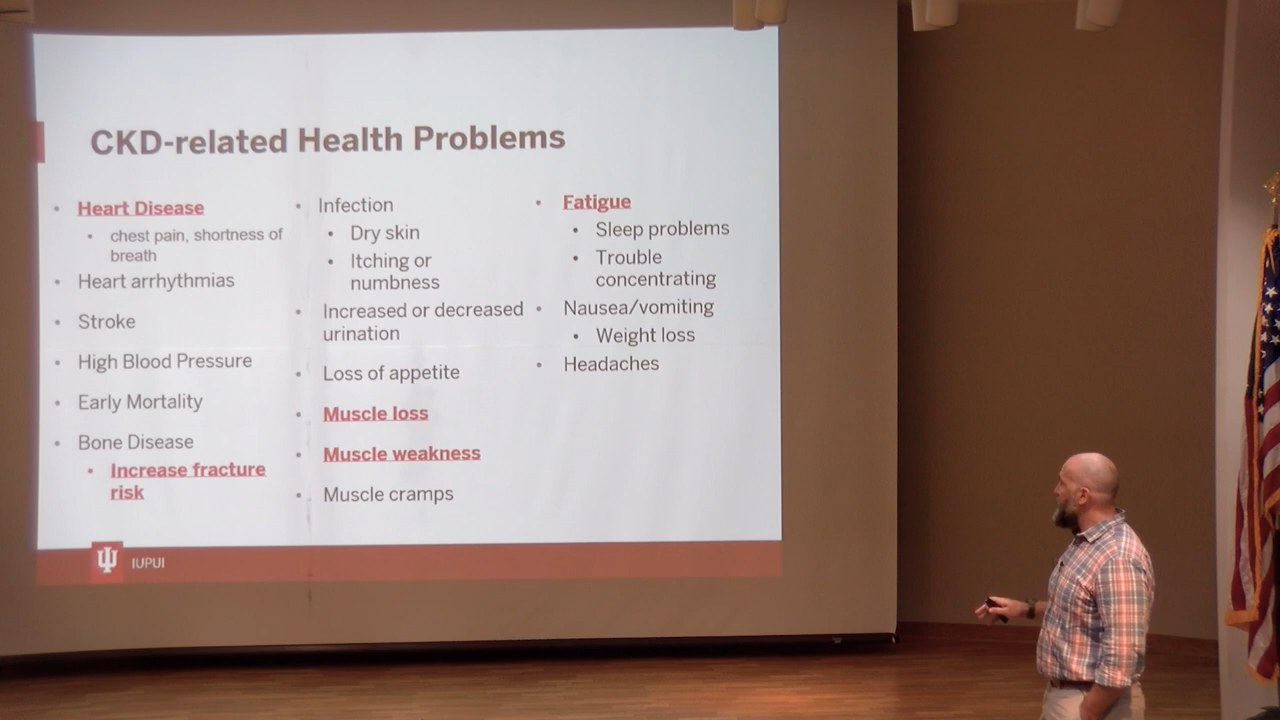 CKD-related Health Problems
• Heart Disease
• chest pain, shortness of
breath
• Heart arrhythmias
• Stroke
• High Blood Pressure
• Early Mortality
• Bone Disease
• Increase fracture
risk
• Infection
• Dry skin
• Itching or
numbness
• Increased or decreased
urination
• Loss of appetite
• Muscle loss
• Muscle weakness
• Muscle cramps
• Fatigue
• Sleep problems
• Trouble
concentrating
• Nausea/vomiting
• Weight loss
• Headaches
IUPUI